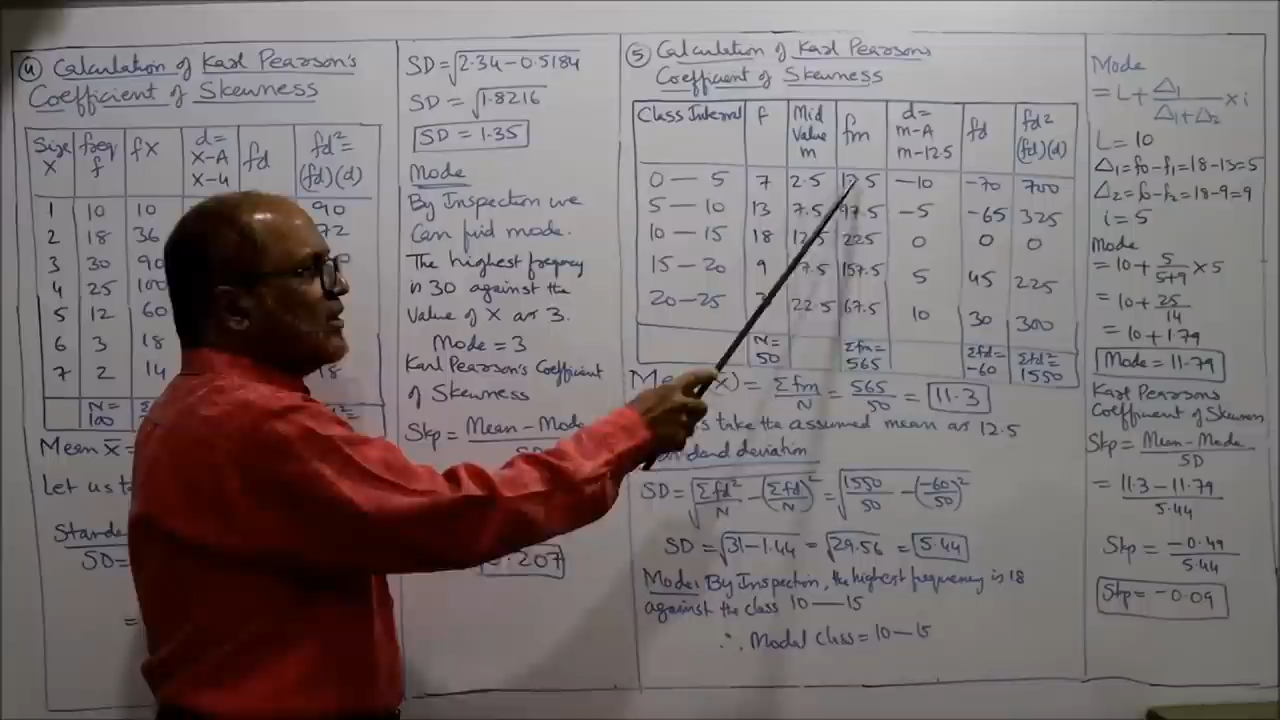 4 Calculation of Karl Pearson's
Coefficient of Skewness
Size X freq f fX d= X-A X-4 fd fd²= (fd)(d)
1 10 10 90
2 18 36 72
3 30 90
4 25 100
5 12 60
6 3 18
7 2 14 18
N= 100
Mean X̄ =
Let us t
Stand
SD=
=
SD = √2.34 - 0.5184
SD = √1.8216
SD = 1.35
Mode
By Inspection we
Can find mode.
The highest freqency
is 30 against the
Value of X as 3.
Mode = 3
Karl Pearson's Coefficient
of Skewness
Skp = Mean - Mode
.207
5 Calculation of Karl Pearsons
Coefficient of Skewness
Class Interval f Mid Value m fm d= m-A m-12.5 fd fd² (fd)(d)
0 — 5 7 2.5 17.5 -10 -70 700
5 — 10 13 7.5 97.5 -5 -65 325
10 — 15 18 12.5 225 0 0 0
15 — 20 9 7.5 157.5 5 45 225
20 — 25 22.5 67.5 10 30 300
N= 50 Σfm= 565 Σfd= -60 Σfd²= 1550
Me x̄) = Σfm/N = 565/50 = 11.3
take the assumed mean as 12.5
deviation
SD = √Σfd²/N - (Σfd/N)² = √1550/50 - (-60/50)²
SD = √31 - 1.44 = √29.56 = 5.44
Mode: By Inspection, the highest frequency is 18
against the class 10 — 15
∴ Modal class = 10 — 15
Mode
= L + Δ₁/Δ₁+Δ₂ x i
L = 10
Δ₁ = f0 - f1 = 18 - 13 = 5
Δ₂ = f0 - f2 = 18 - 9 = 9
i = 5
Mode
= 10 + 5/5+9 x 5
= 10 + 25/14
= 10 + 1.79
Mode = 11.79
Karl Pearsons
Coefficient of Skewness
Skp = Mean - Mode/SD
= 11.3 - 11.79/5.44
Skp = -0.49/5.44
Skp = -0.09